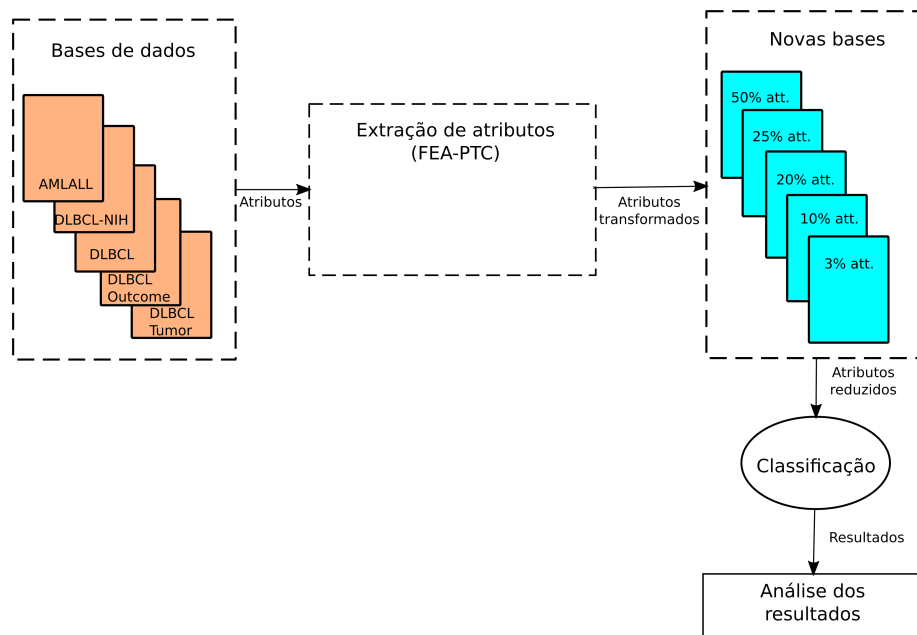 Bases de dados
AMLALL
DLBCL-NIH
DLBCL
DLBCL
Outcome
DLBCL
Tumor
Atributos
Extração de atributos
(FEA-PTC)
Atributos
transformados
Novas bases
50% att.
25% att.
20% att.
10% att.
3% att.
Atributos
reduzidos
Classificação
Resultados
Análise dos
resultados